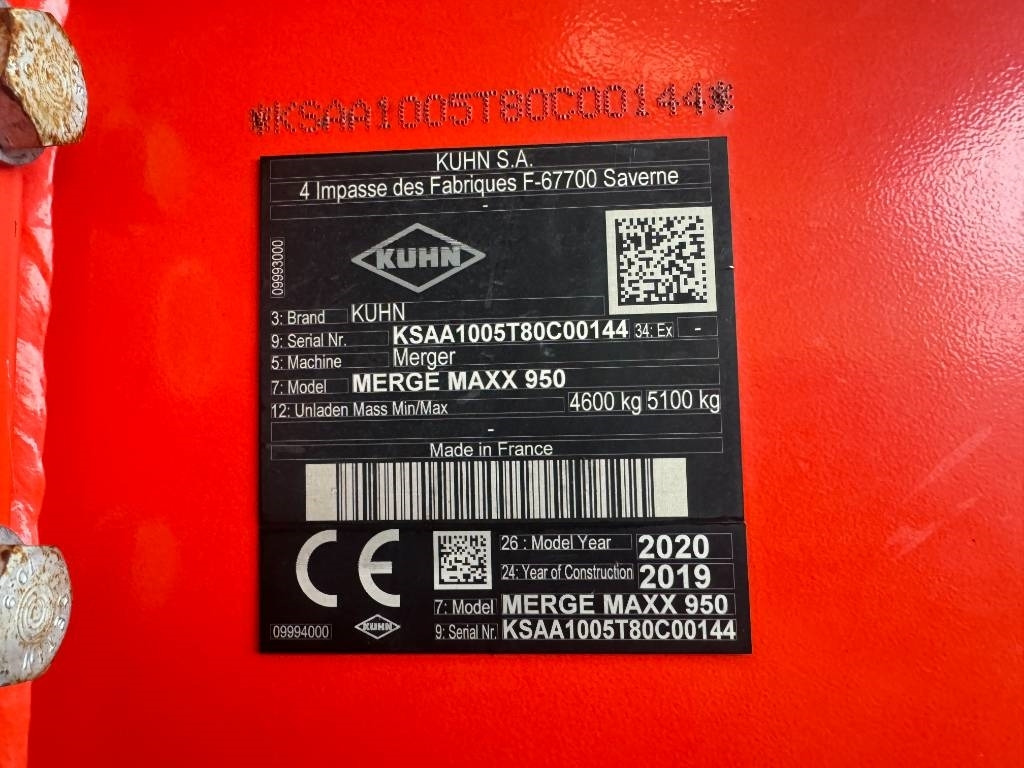 *KSAA1005T80C00144*
KUHN S.A.
4 Impasse des Fabriques F-67700 Saverne
-
KUHN
09993000
3: Brand KUHN
9: Serial Nr. KSAA1005T80C00144 34: Ex -
5: Machine Merger
7: Model MERGE MAXX 950
12: Unladen Mass Min/Max 4600 kg 5100 kg
-
Made in France
CE
26 : Model Year 2020
24: Year of Construction 2019
7: Model MERGE MAXX 950
09994000 KUHN 9: Serial Nr. KSAA1005T80C00144